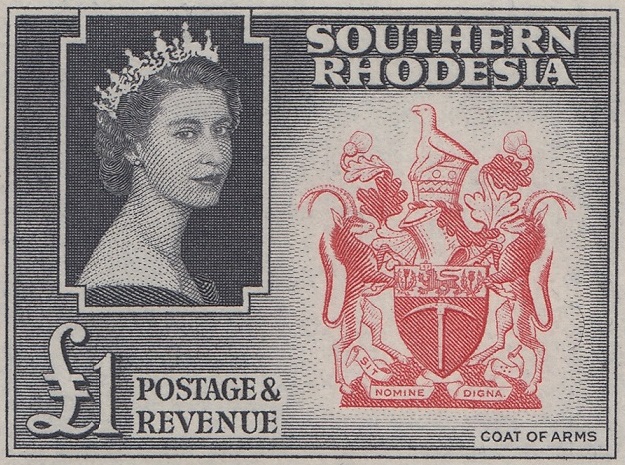 SOUTHERN
RHODESIA
SIT
NOMINE DIGNA.
£1
POSTAGE &
REVENUE
COAT OF ARMS